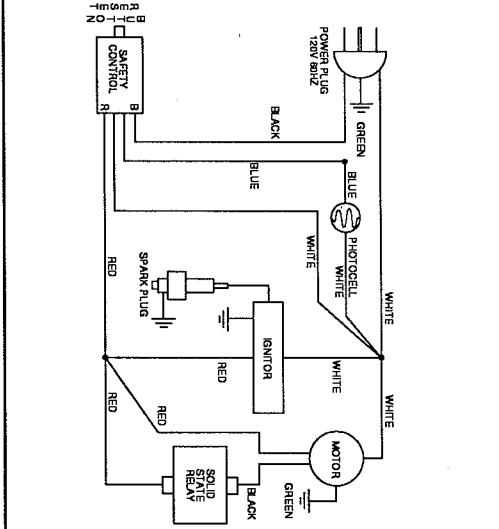 POWER PLUG
120V 60HZ
GREEN
BLACK
BLUE
BLUE
PHOTOCELL
WHITE
WHITE
WHITE
WHITE
WHITE
SAFETY
CONTROL
B
R
RESET
BUTTON
RED
SPARK PLUG
IGNITOR
RED
RED
RED
MOTOR
GREEN
BLACK
SOLID
STATE
RELAY